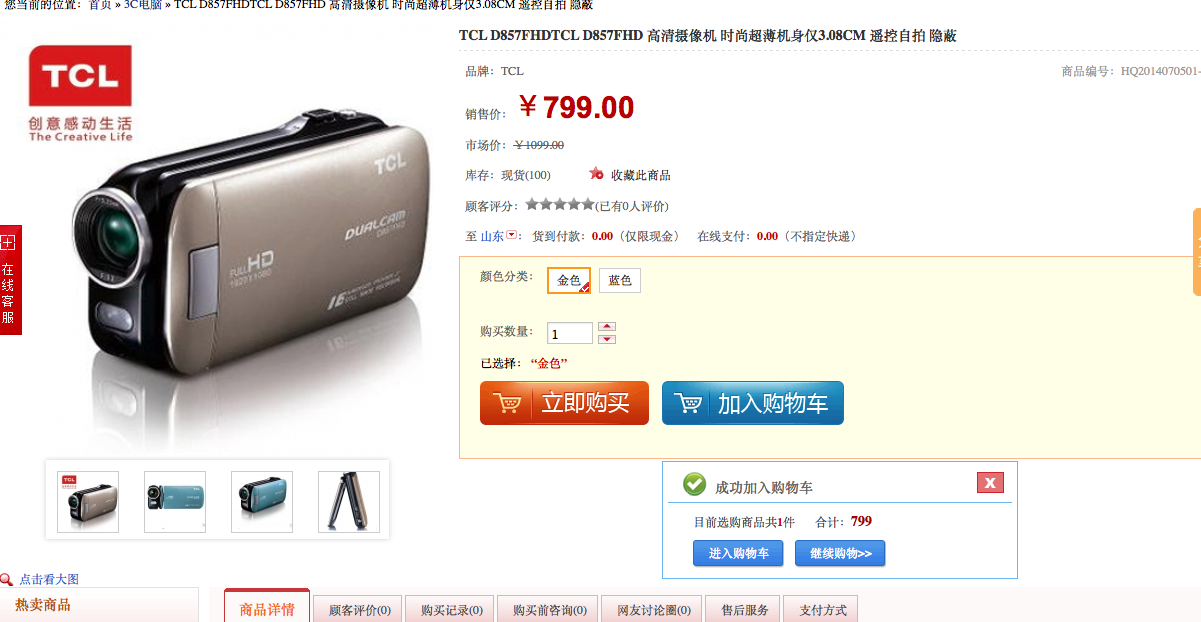 您当前的位置： 首页 » 3C电脑 » TCL D857FHDTCL D857FHD 高清摄像机 时尚超薄机身仅3.08CM 遥控自拍 隐蔽
TCL
创意感动生活
The Creative Life
TCL
DUALCAM
D857FHD
FULL HD
1920 X 1080
16
TCL D857FHDTCL D857FHD 高清摄像机 时尚超薄机身仅3.08CM 遥控自拍 隐蔽
品牌： TCL
商品编号： HQ2014070501-
销售价： ￥799.00
市场价： ￥1099.00
库存： 现货(100) 收藏此商品
顾客评分： (已有0人评价)
至 山东 ： 货到付款：0.00（仅限现金） 在线支付：0.00（不指定快递）
在线客服
颜色分类： 金色 蓝色
购买数量： 1
已选择： “金色”
立即购买 加入购物车
成功加入购物车 X
目前选购商品共1件 合计：799
进入购物车 继续购物>>
TCL
点击看大图
热卖商品
商品详情 顾客评价(0) 购买记录(0) 购买前咨询(0) 网友讨论圈(0) 售后服务 支付方式